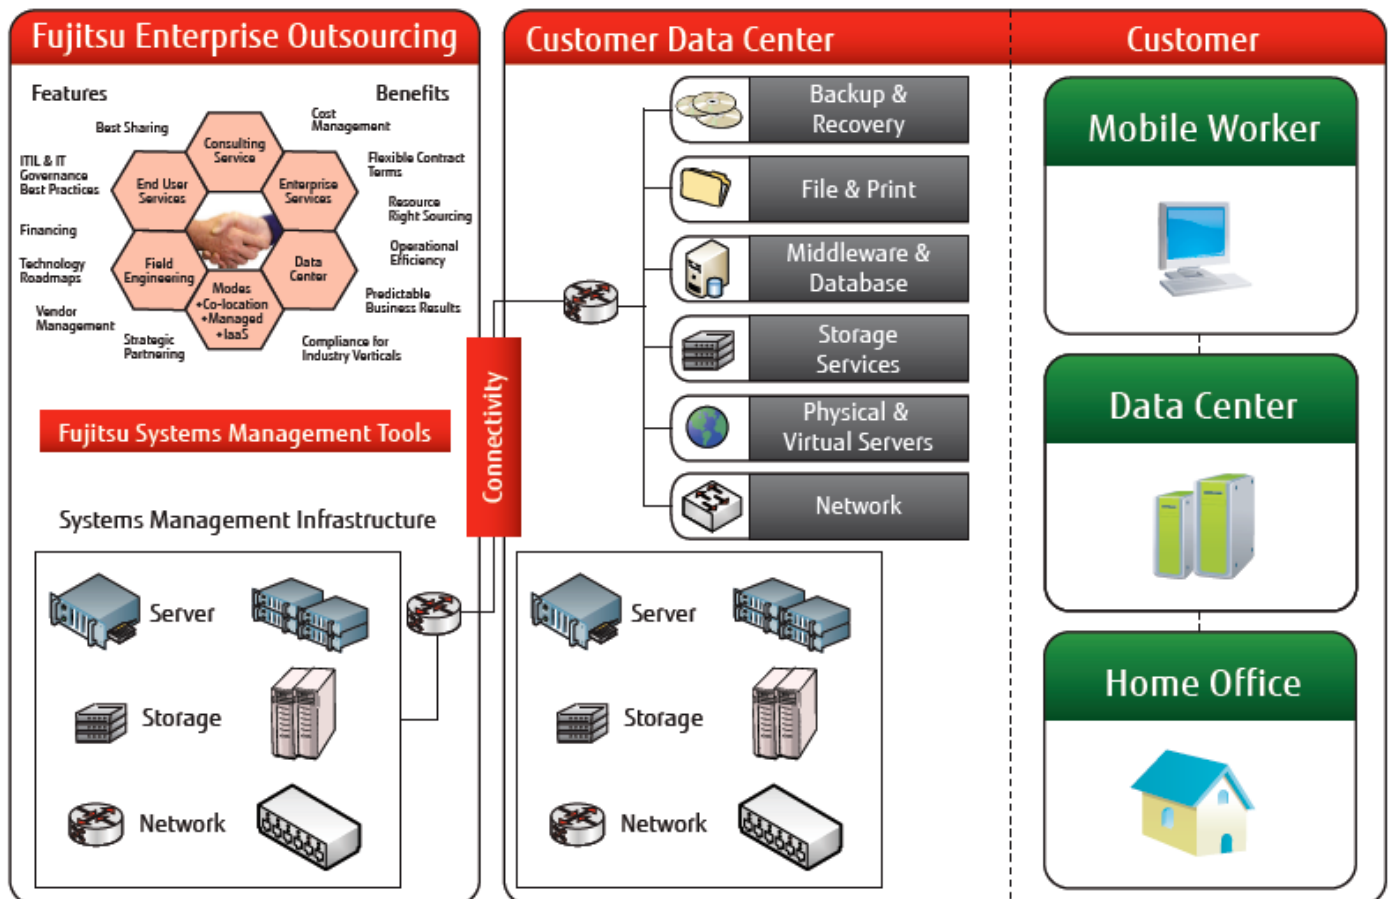 Fujitsu Enterprise Outsourcing
Features
Benefits
Best Sharing
ITIL & IT
Governance
Best Practices
Financing
Technology
Roadmaps
Vendor
Management
Strategic
Partnering
Consulting
Service
End User
Services
Enterprise
Services
Field
Engineering
Data
Center
Modes
+Co-location
+Managed
+IaaS
Cost
Management
Flexible Contract
Terms
Resource
Right Sourcing
Operational
Efficiency
Predictable
Business Results
Compliance for
Industry Verticals
Fujitsu Systems Management Tools
Systems Management Infrastructure
Server
Storage
Network
Connectivity
Customer Data Center
Backup &
Recovery
File & Print
Middleware &
Database
Storage
Services
Physical &
Virtual Servers
Network
Server
Storage
Network
Customer
Mobile Worker
Data Center
Home Office